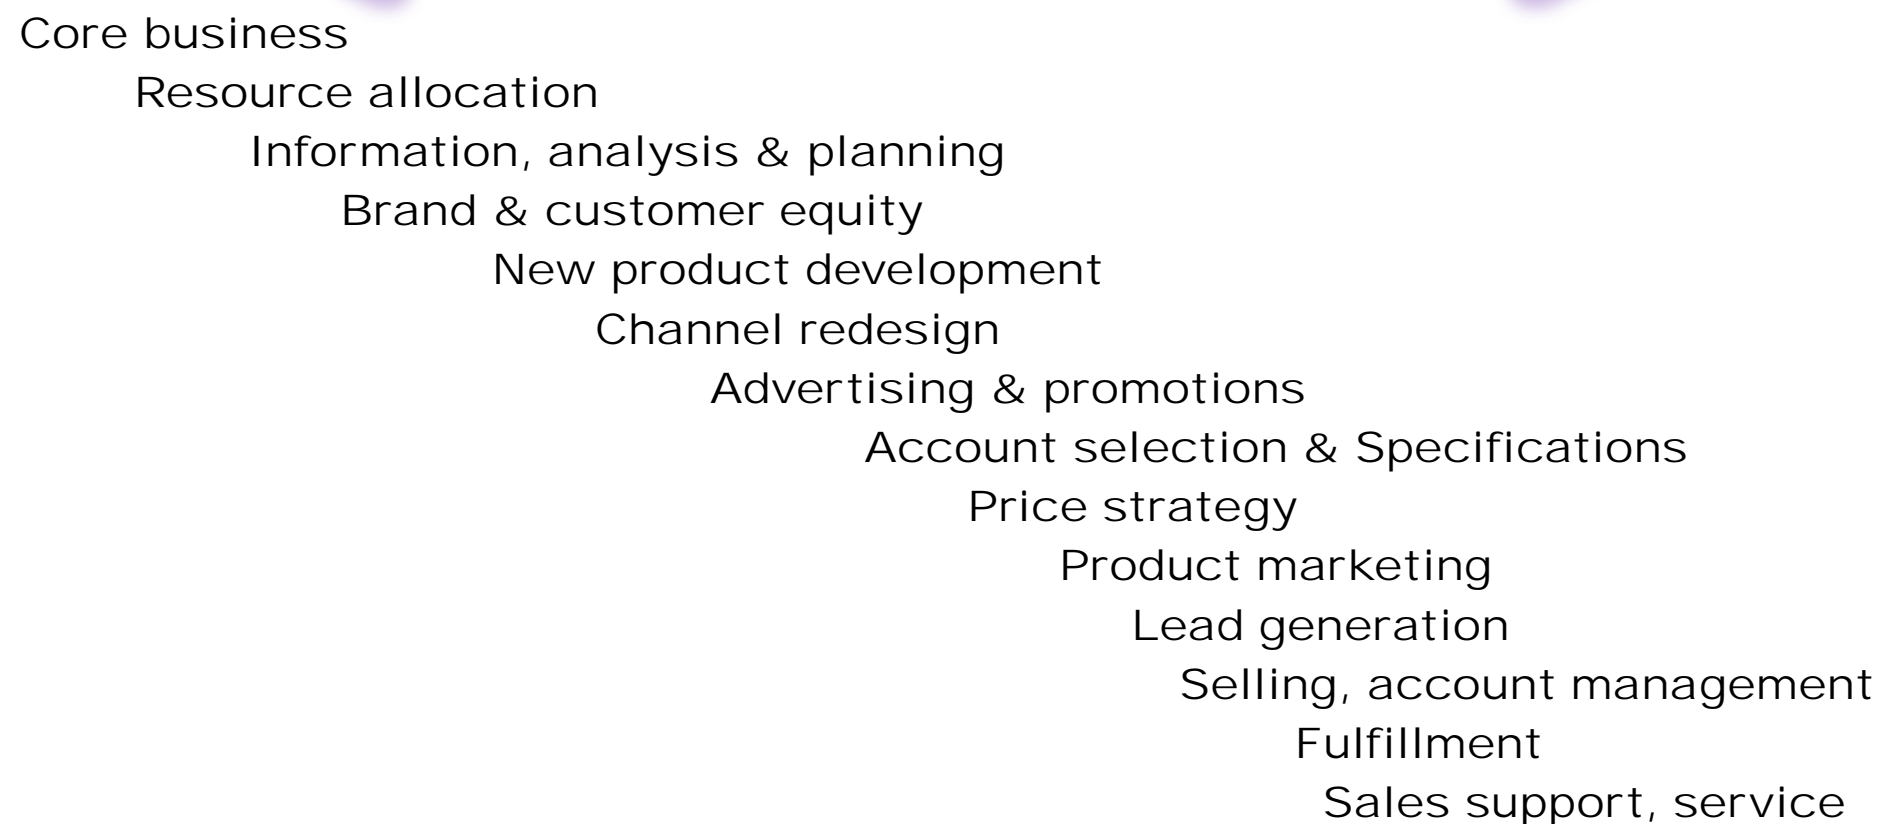 Core business
Resource allocation
Information, analysis & planning
Brand & customer equity
New product development
Channel redesign
Advertising & promotions
Account selection & Specifications
Price strategy
Product marketing
Lead generation
Selling, account management
Fulfillment
Sales support, service